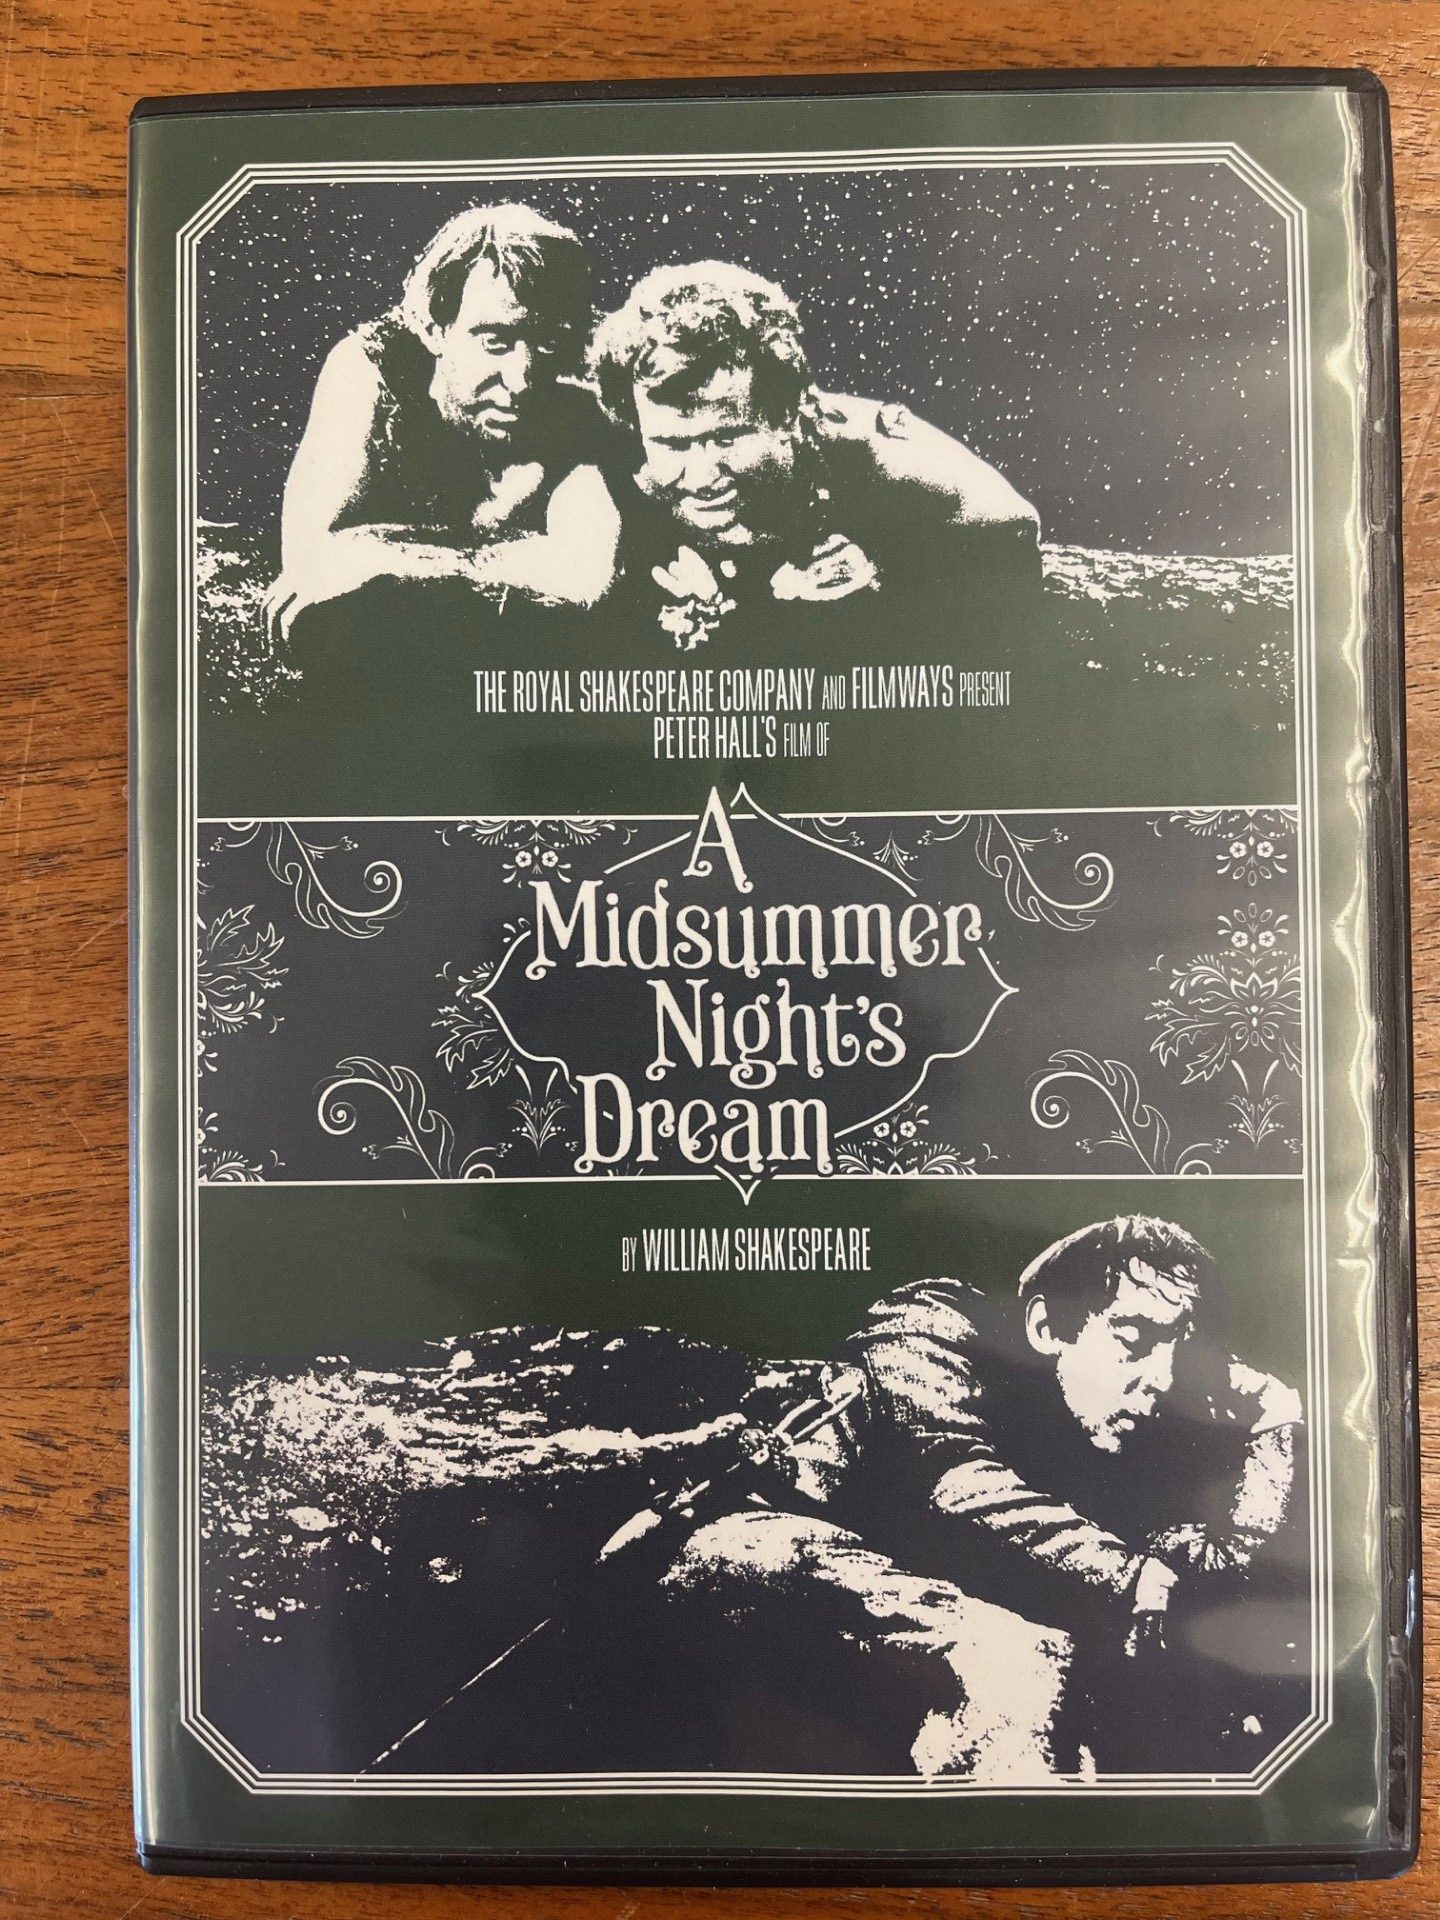 THE ROYAL SHAKESPEARE COMPANY AND FILMWAYS PRESENT
PETER HALL'S FILM OF
A
Midsummer
Night's
Dream
BY WILLIAM SHAKESPEARE